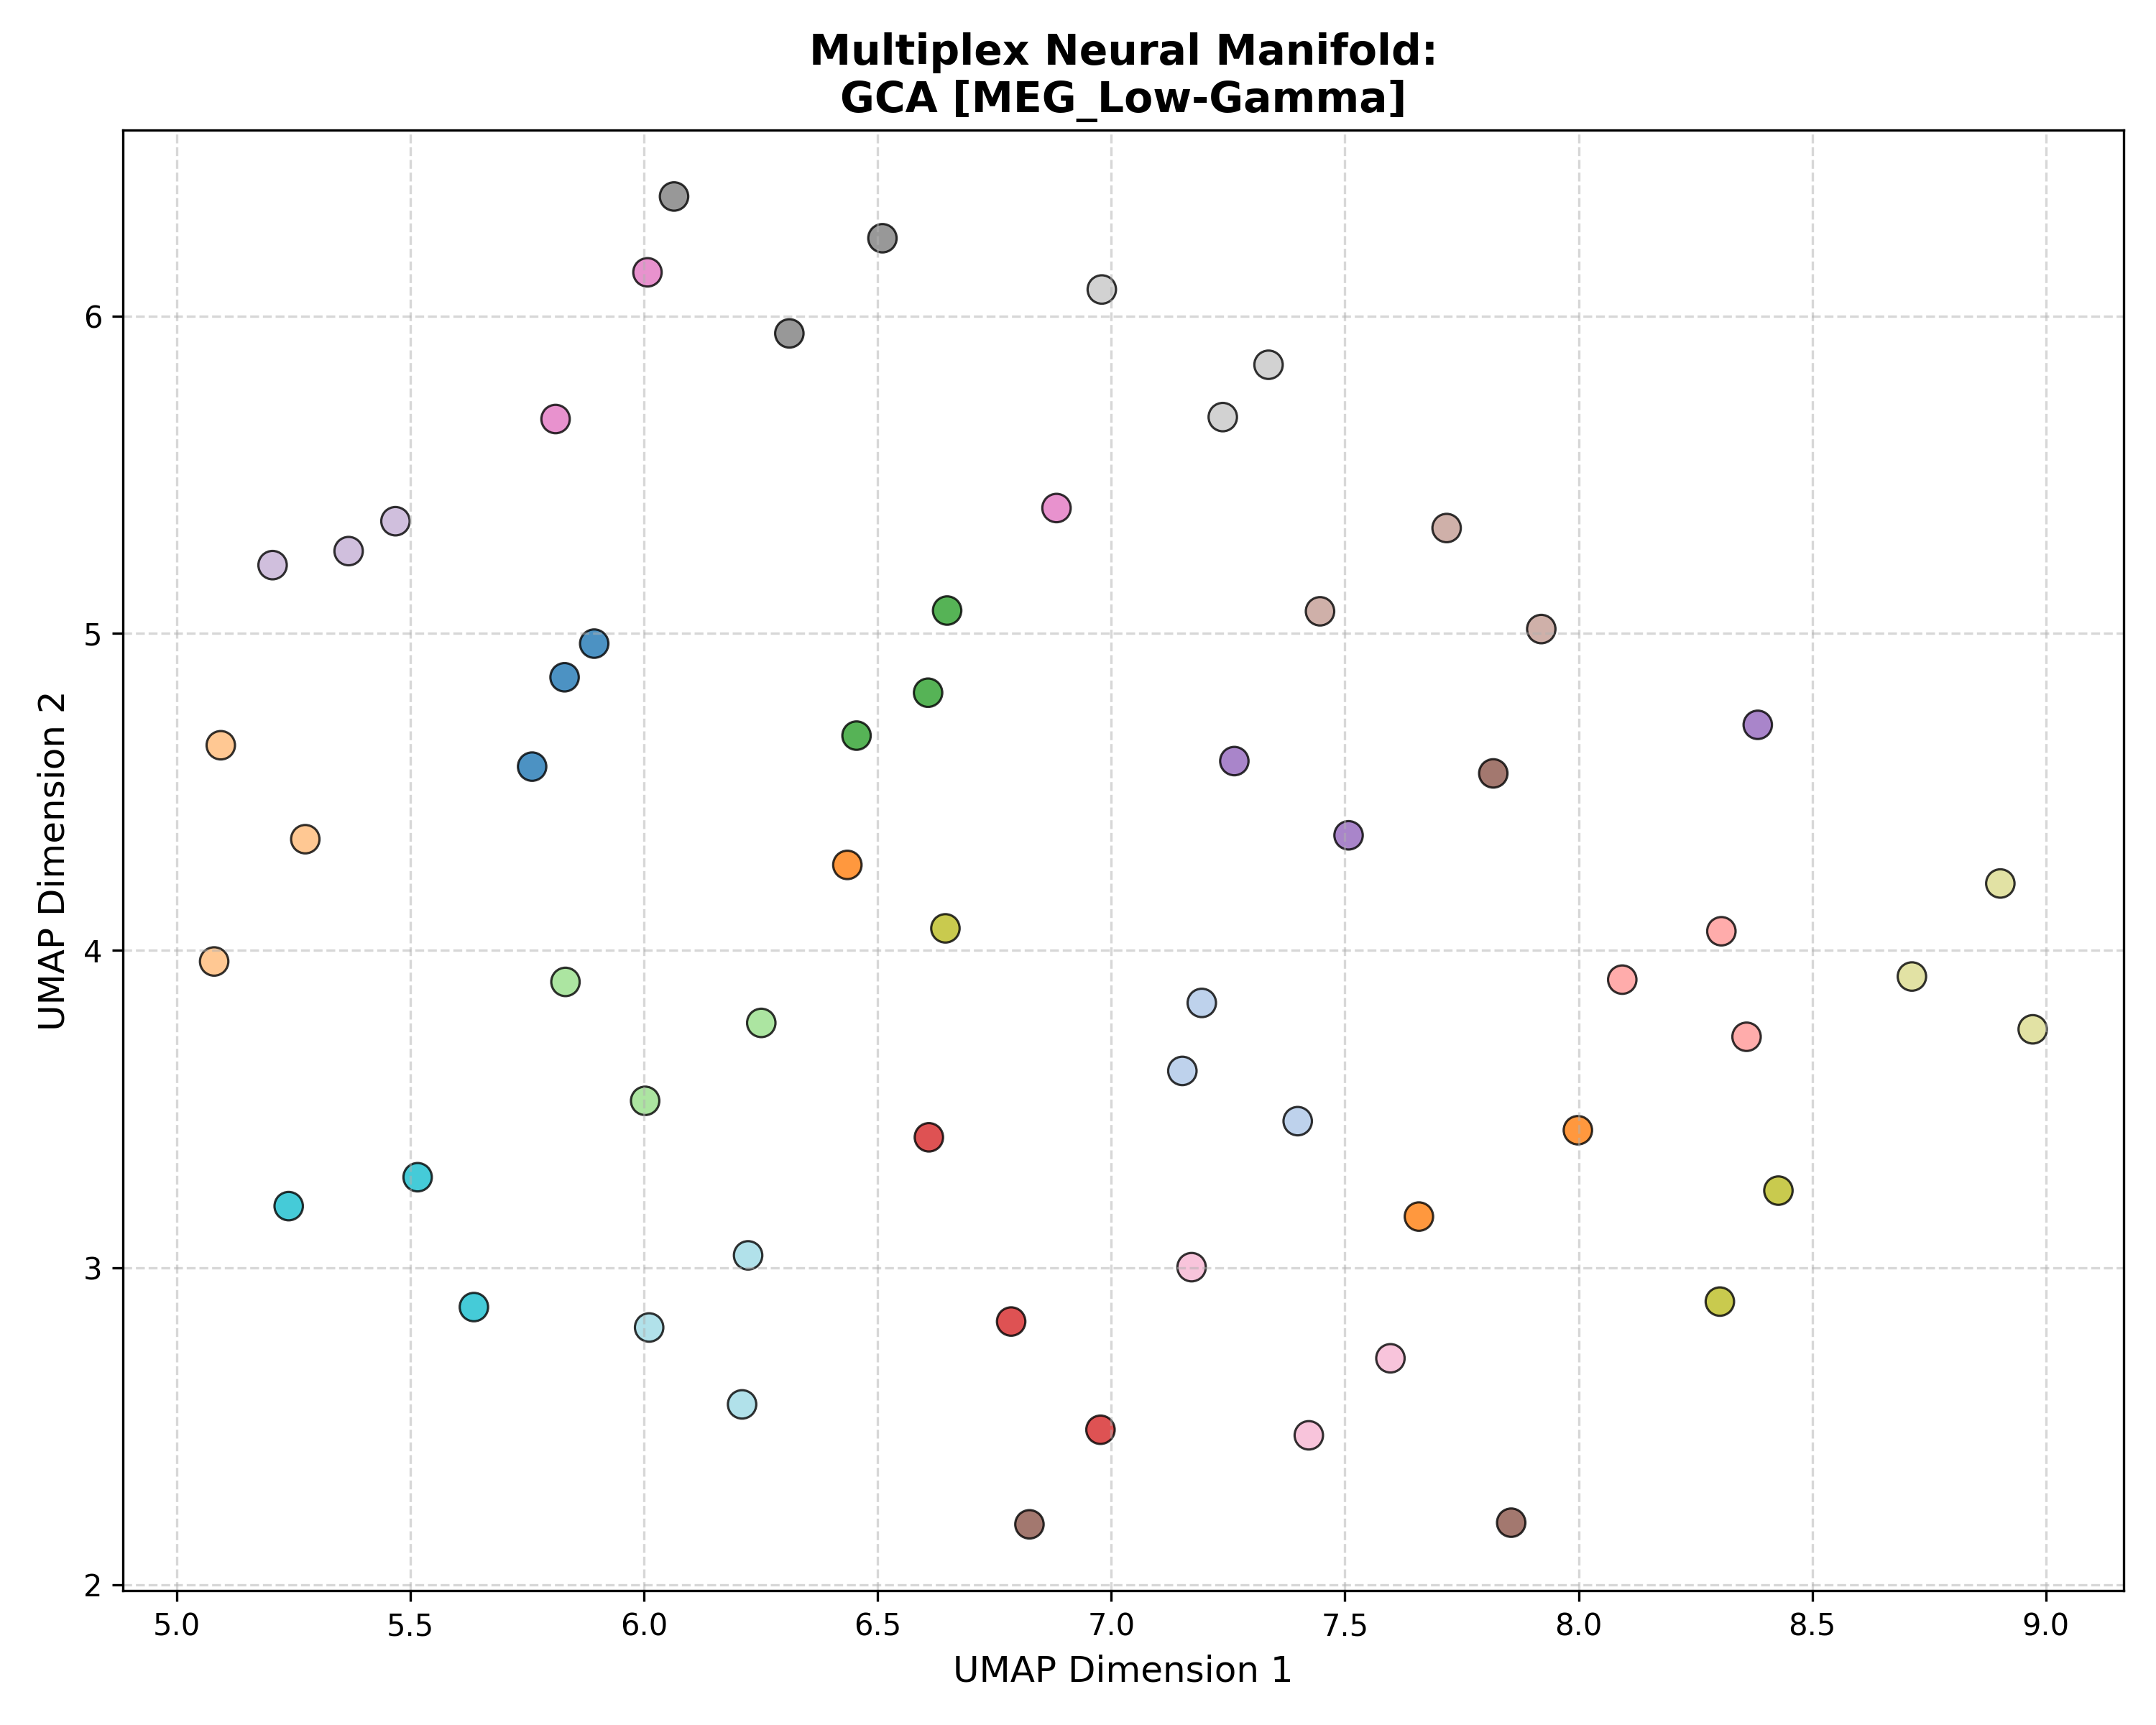 Multiplex Neural Manifold:
GCA [MEG_Low-Gamma]
UMAP Dimension 2
6
5
4
3
2
5.0 5.5 6.0 6.5 7.0 7.5 8.0 8.5 9.0
UMAP Dimension 1